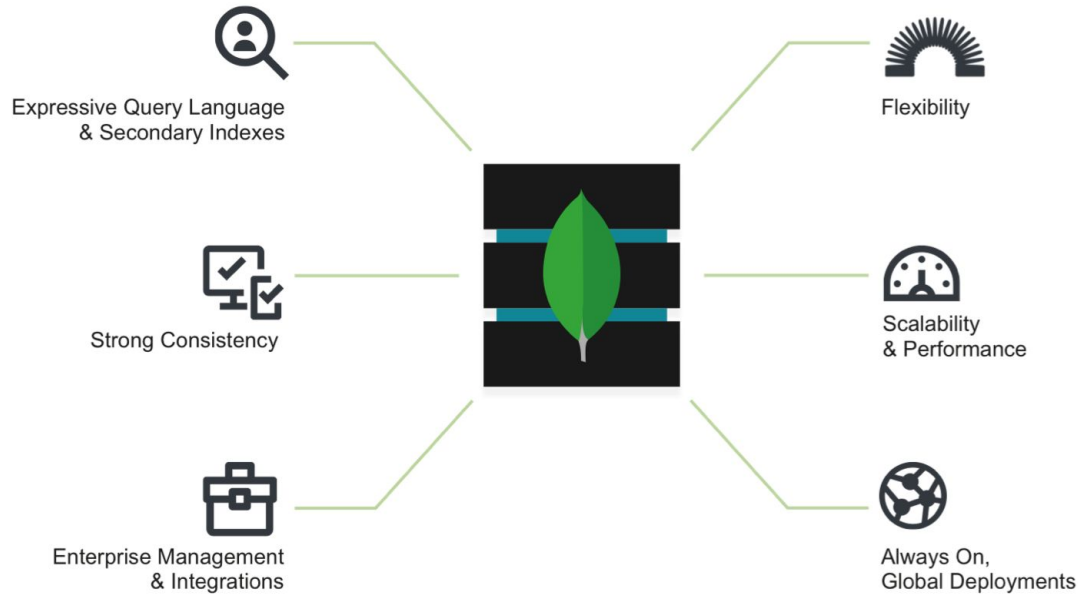 Expressive Query Language
& Secondary Indexes
Flexibility
Strong Consistency
Scalability
& Performance
Enterprise Management
& Integrations
Always On,
Global Deployments